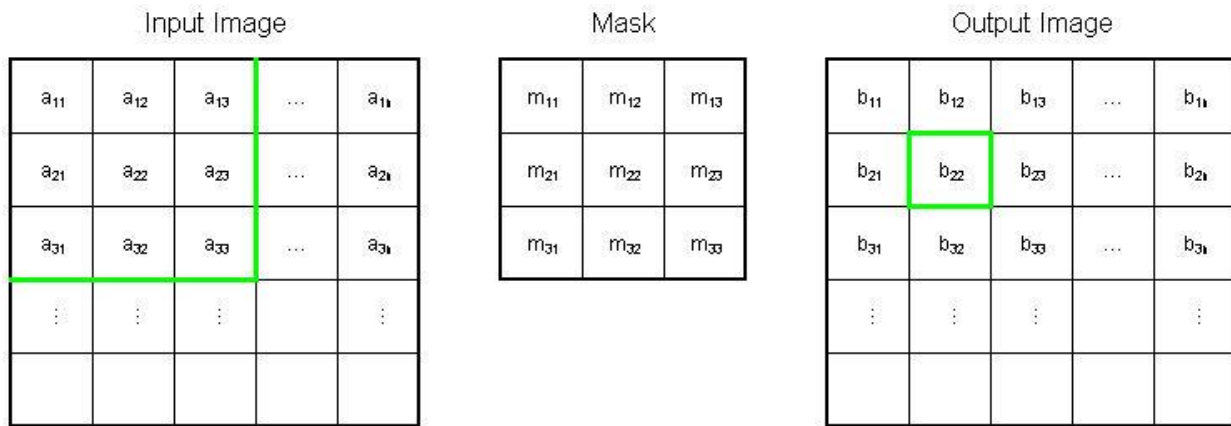 Input Image Mask Output Image
a₁₁ a₁₂ a₁₃ ... a₁ₙ m₁₁ m₁₂ m₁₃ b₁₁ b₁₂ b₁₃ ... b₁ₙ
a₂₁ a₂₂ a₂₃ ... a₂ₙ m₂₁ m₂₂ m₂₃ b₂₁ b₂₂ b₂₃ ... b₂ₙ
a₃₁ a₃₂ a₃₃ ... a₃ₙ m₃₁ m₃₂ m₃₃ b₃₁ b₃₂ b₃₃ ... b₃ₙ
⋮ ⋮ ⋮ ⋮ ⋮ ⋮ ⋮ ⋮